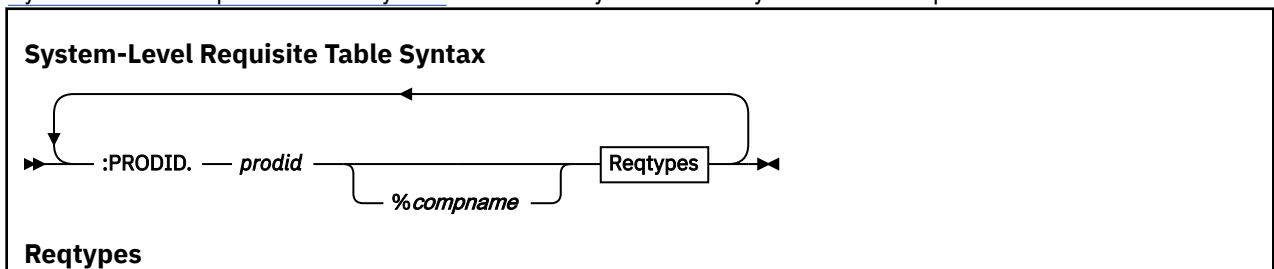 System-Level Requisite Table Syntax
:PRODID. prodid Reqtypes
%compname
Reqtypes